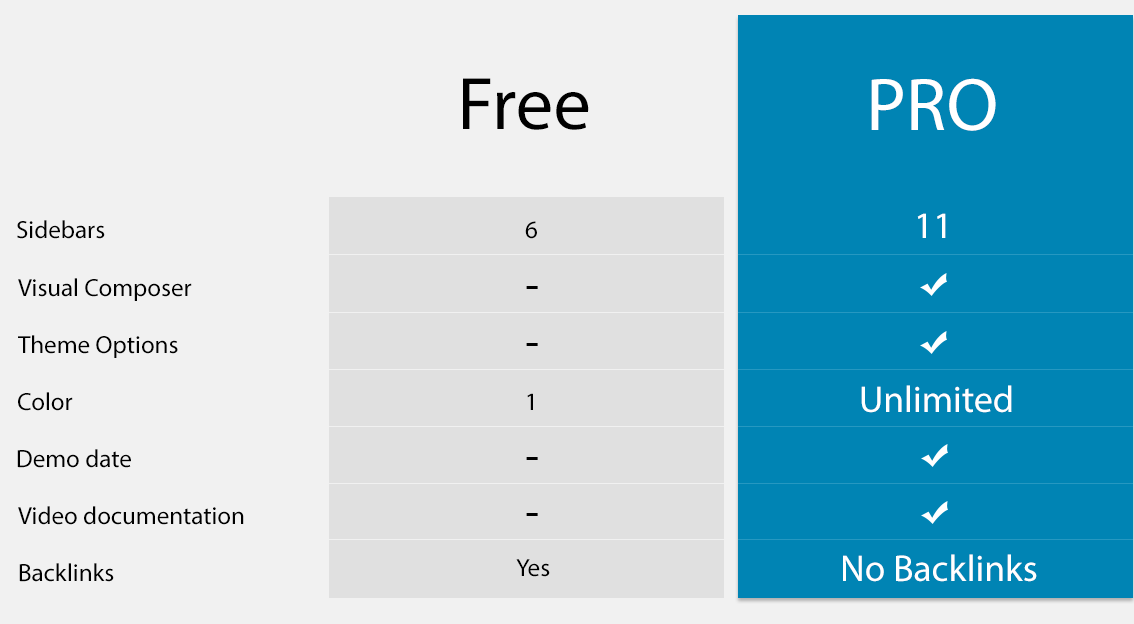 Free PRO
Sidebars 6 11
Visual Composer -
Theme Options -
Color 1 Unlimited
Demo date -
Video documentation -
Backlinks Yes No Backlinks